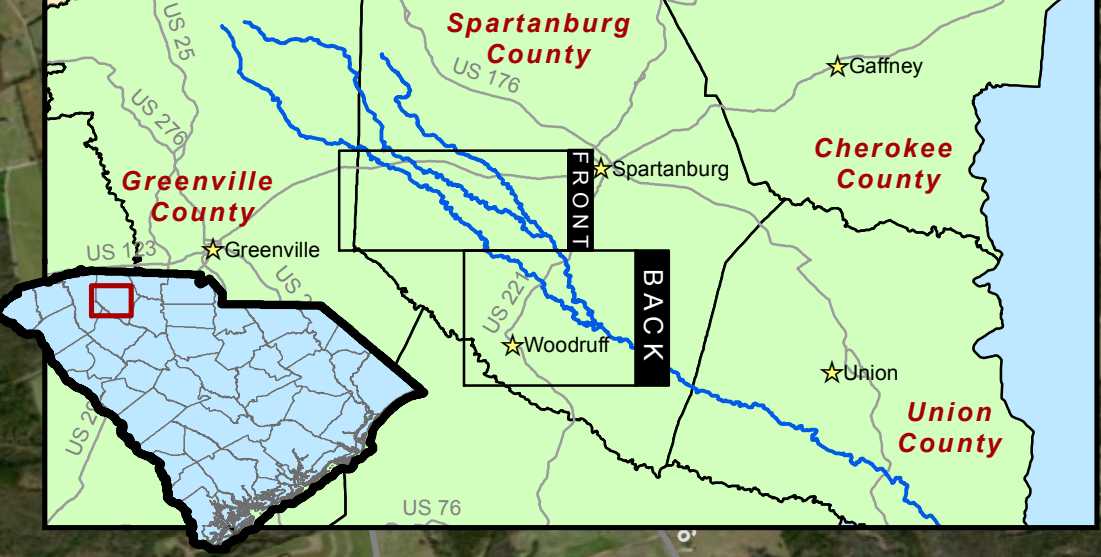 Spartanburg
County
US 25
US 176
Gaffney
US 276
Cherokee
County
FRONT
Spartanburg
Greenville
County
US 123
Greenville
BACK
US 221
Woodruff
Union
Union
County
US 76